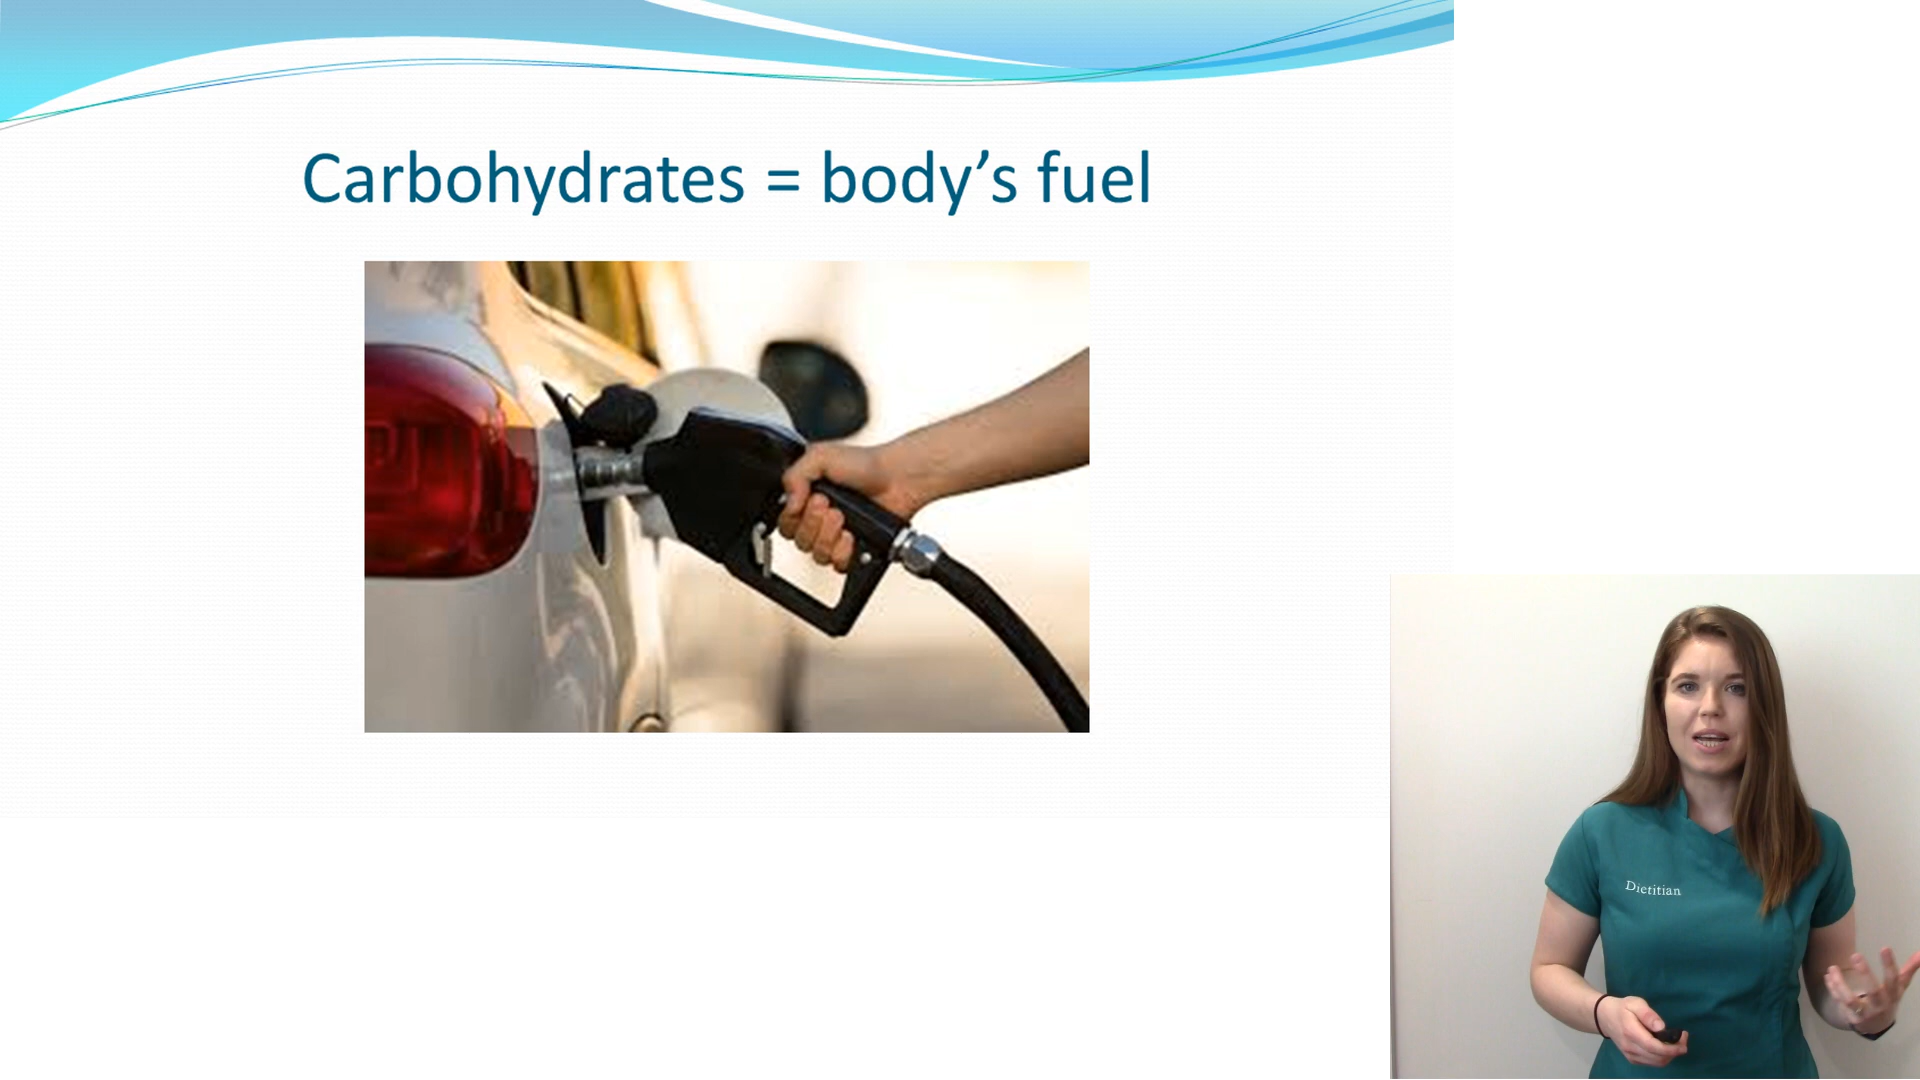 Carbohydrates = body’s fuel
Dietitian